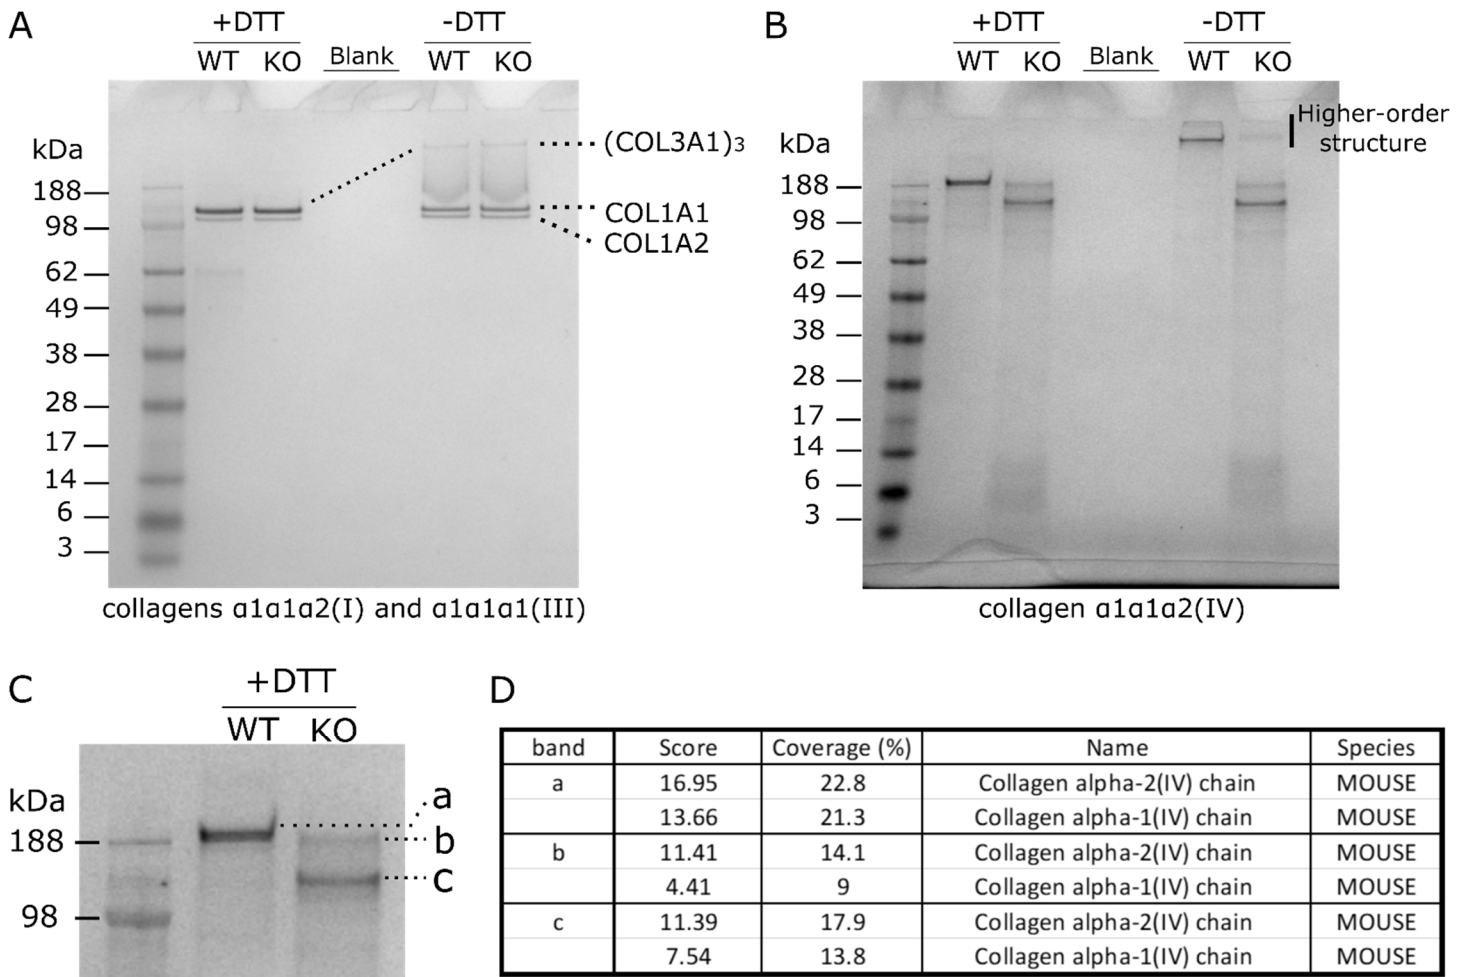 A
+DTT
-DTT
WT KO
Blank
WT KO
kDa
188
98
62
49
38
28
17
14
6
3
(COL3A1)3
COL1A1
COL1A2
collagens α1α1α2(I) and α1α1α1(III)
B
+DTT
-DTT
WT KO
Blank
WT KO
kDa
188
98
62
49
38
28
17
14
6
3
Higher-order
structure
collagen α1α1α2(IV)
C
+DTT
WT KO
kDa
188
98
a
b
c
D
band Score Coverage (%) Name Species
a 16.95 22.8 Collagen alpha-2(IV) chain MOUSE
13.66 21.3 Collagen alpha-1(IV) chain MOUSE
b 11.41 14.1 Collagen alpha-2(IV) chain MOUSE
4.41 9 Collagen alpha-1(IV) chain MOUSE
c 11.39 17.9 Collagen alpha-2(IV) chain MOUSE
7.54 13.8 Collagen alpha-1(IV) chain MOUSE